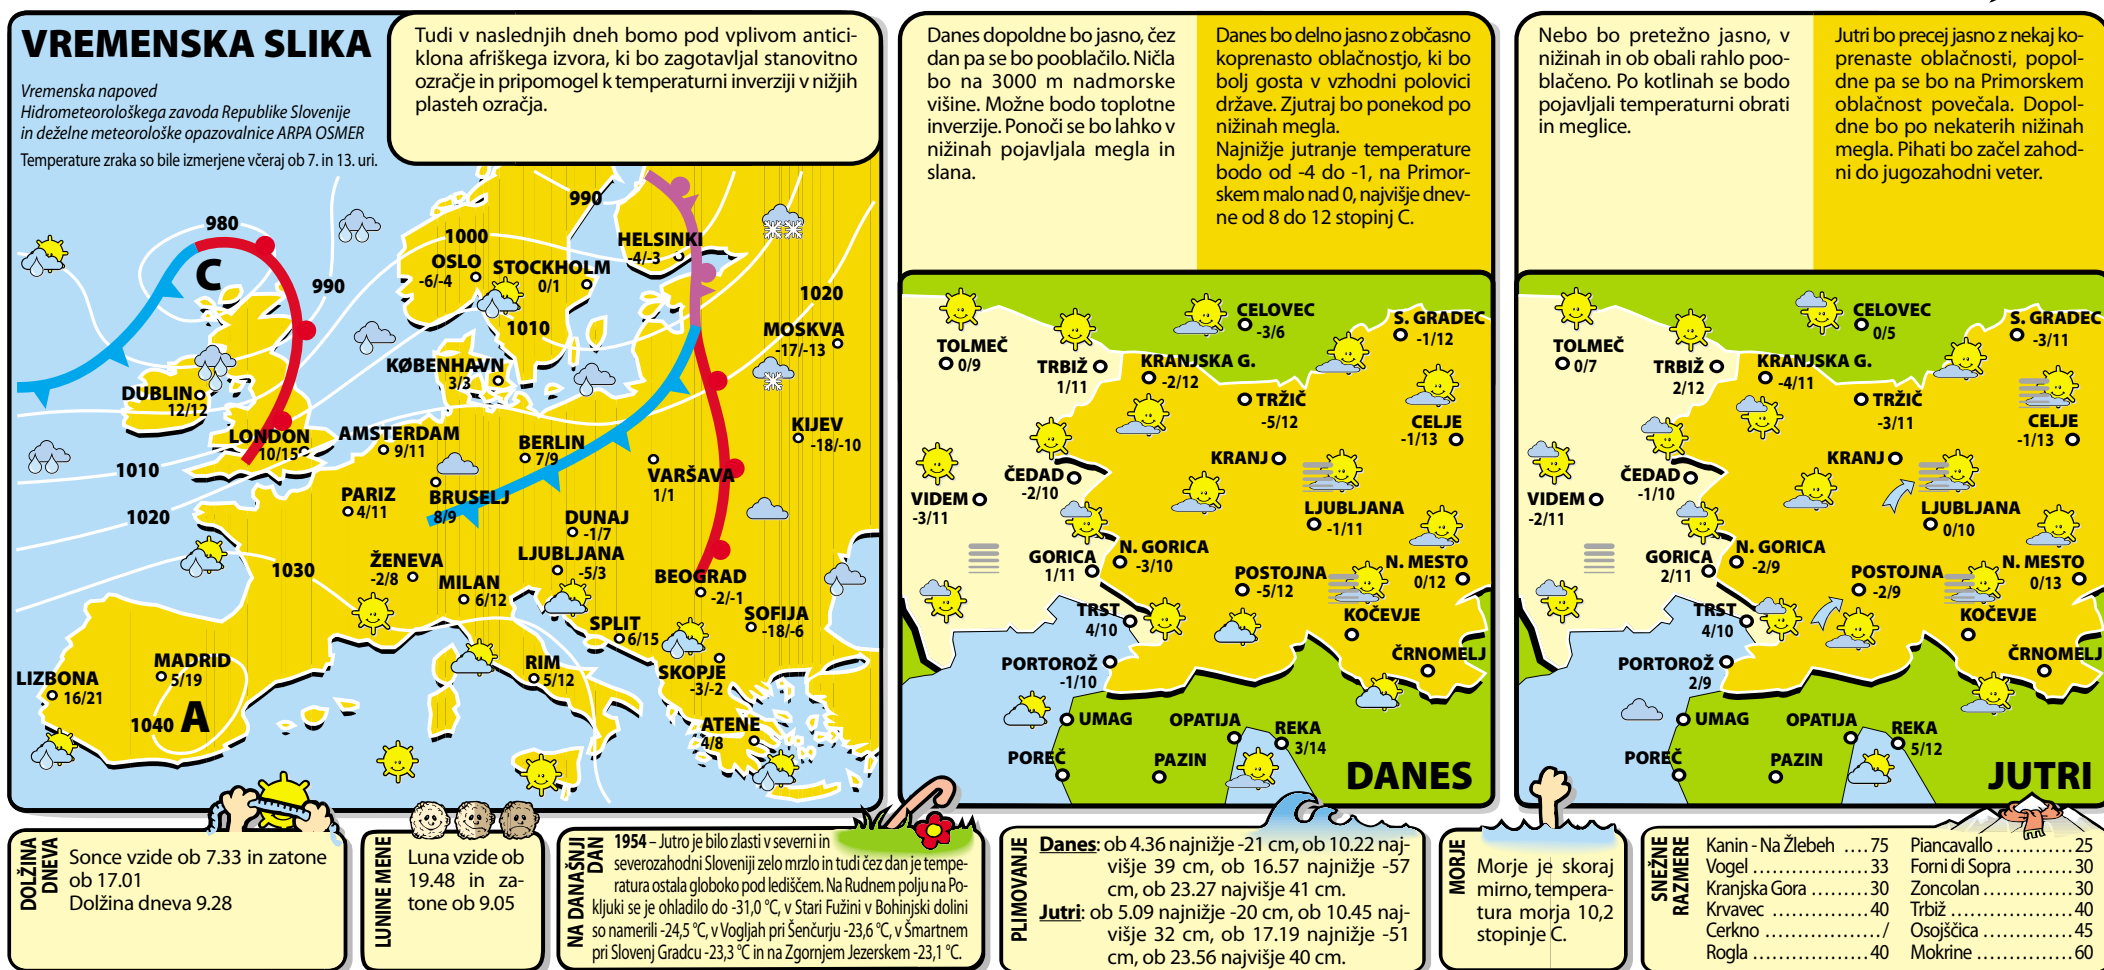 VREMENSKA SLIKA
Vremenska napoved
Hidrometeorološkega zavoda Republike Slovenije
in deželne meteorološke opazovalnice ARPA OSMER
Temperature zraka so bile izmerjene včeraj ob 7. in 13. uri.
Tudi v naslednjih dneh bomo pod vplivom antici-
klona afriškega izvora, ki bo zagotavljal stanovitno
ozračje in pripomogel k temperaturni inverziji v nižjih
plasteh ozračja.
980
990
C
990
1000
1010
1020
1010
1020
1030
1040 A
HELSINKI
-4/-3
OSLO
-6/-4
STOCKHOLM
0/1
MOSKVA
-17/-13
KØBENHAVN
3/3
DUBLIN
12/12
LONDON
10/15
AMSTERDAM
9/11
BERLIN
7/9
KIJEV
-18/-10
VARŠAVA
1/1
PARIZ
4/11
BRUSELJ
8/9
DUNAJ
-1/7
ŽENEVA
-2/8
LJUBLJANA
-5/3
MILAN
6/12
BEOGRAD
-2/-1
SOFIJA
-18/-6
SPLIT
6/15
MADRID
5/19
LIZBONA
16/21
RIM
5/12
SKOPJE
-3/-2
ATENE
4/8
Danes dopoldne bo jasno, čez
dan pa se bo pooblačilo. Ničla
bo na 3000 m nadmorske
višine. Možne bodo toplotne
inverzije. Ponoči se bo lahko v
nižinah pojavljala megla in
slana.
Danes bo delno jasno z občasno
koprenasto oblačnostjo, ki bo
bolj gosta v vzhodni polovici
države. Zjutraj bo ponekod po
nižinah megla.
Najnižje jutranje temperature
bodo od -4 do -1, na Primor-
skem malo nad 0, najvišje dnev-
ne od 8 do 12 stopinj C.
CELOVEC
-3/6
S. GRADEC
-1/12
TOLMEČ
0/9
TRBIŽ
1/11
KRANJSKA G.
-2/12
TRŽIČ
-5/12
CELJE
-1/13
KRANJ
ČEDAD
-2/10
VIDEM
-3/11
LJUBLJANA
-1/11
GORICA
1/11
N. GORICA
-3/10
POSTOJNA
-5/12
N. MESTO
0/12
TRST
4/10
KOČEVJE
PORTOROŽ
-1/10
ČRNOMELJ
UMAG
OPATIJA
REKA
3/14
POREČ
PAZIN
DANES
Nebo bo pretežno jasno, v
nižinah in ob obali rahlo poo-
blačeno. Po kotlinah se bodo
pojavljali temperaturni obrati
in meglice.
Jutri bo precej jasno z nekaj ko-
prenaste oblačnosti, popol-
dne pa se bo na Primorskem
oblačnost povečala. Dopol-
dne bo po nekaterih nižinah
megla. Pihati bo začel zahod-
ni do jugozahodni veter.
CELOVEC
0/5
S. GRADEC
-3/11
TOLMEČ
0/7
TRBIŽ
2/12
KRANJSKA G.
-4/11
TRŽIČ
-3/11
CELJE
-1/13
KRANJ
ČEDAD
-1/10
VIDEM
-2/11
LJUBLJANA
0/10
GORICA
2/11
N. GORICA
-2/9
POSTOJNA
-2/9
N. MESTO
0/13
TRST
4/10
KOČEVJE
PORTOROŽ
2/9
ČRNOMELJ
UMAG
OPATIJA
REKA
5/12
POREČ
PAZIN
JUTRI
DOLŽINA
DNEVA
Sonce vzide ob 7.33 in zatone
ob 17.01
Dolžina dneva 9.28
LUNINE MENE
Luna vzide ob
19.48 in za-
tone ob 9.05
NA DANAŠNJI
DAN
1954 – Jutro je bilo zlasti v severni in
severozahodni Sloveniji zelo mrzlo in tudi čez dan je tempe-
ratura ostala globoko pod lediščem. Na Rudnem polju na Po-
kljuki se je ohladilo do -31,0 °C, v Stari Fužini v Bohinjski dolini
so namerili -24,5 °C, v Vogljah pri Šenčurju -23,6 °C, v Šmartnem
pri Slovenj Gradcu -23,3 °C in na Zgornjem Jezerskem -23,1 °C.
PLIMOVANJE
Danes: ob 4.36 najnižje -21 cm, ob 10.22 naj-
višje 39 cm, ob 16.57 najnižje -57
cm, ob 23.27 najvišje 41 cm.
Jutri: ob 5.09 najnižje -20 cm, ob 10.45 naj-
višje 32 cm, ob 17.19 najnižje -51
cm, ob 23.56 najvišje 40 cm.
MORJE
Morje je skoraj
mirno, tempera-
tura morja 10,2
stopinje C.
SNEŽNE
RAZMERE
Kanin - Na Žlebeh ....75
Vogel ....................33
Kranjska Gora ..........30
Krvavec .................40
Cerkno ................../
Rogla ....................40
Piancavallo ............25
Forni di Sopra .........30
Zoncolan ...............30
Trbiž ....................40
Osojščica ...............45
Mokrine ................60